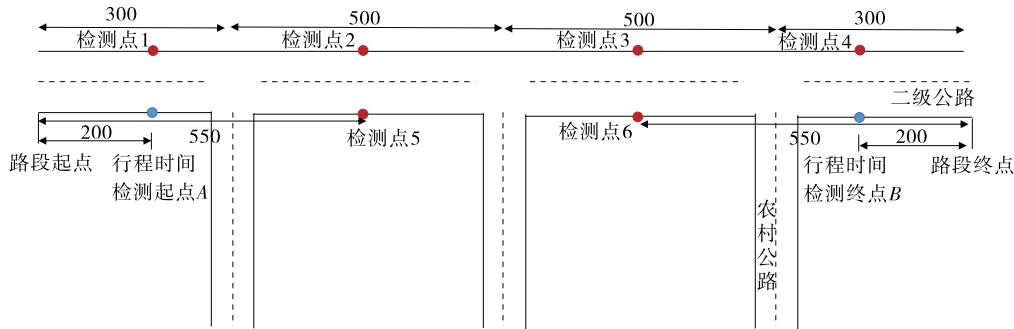 300
500
500
300
检测点1
检测点2
检测点3
检测点4
二级公路
200
550
检测点5
检测点6
550
200
路段起点
行程时间
检测起点A
行程时间
检测终点B
路段终点
农村公路